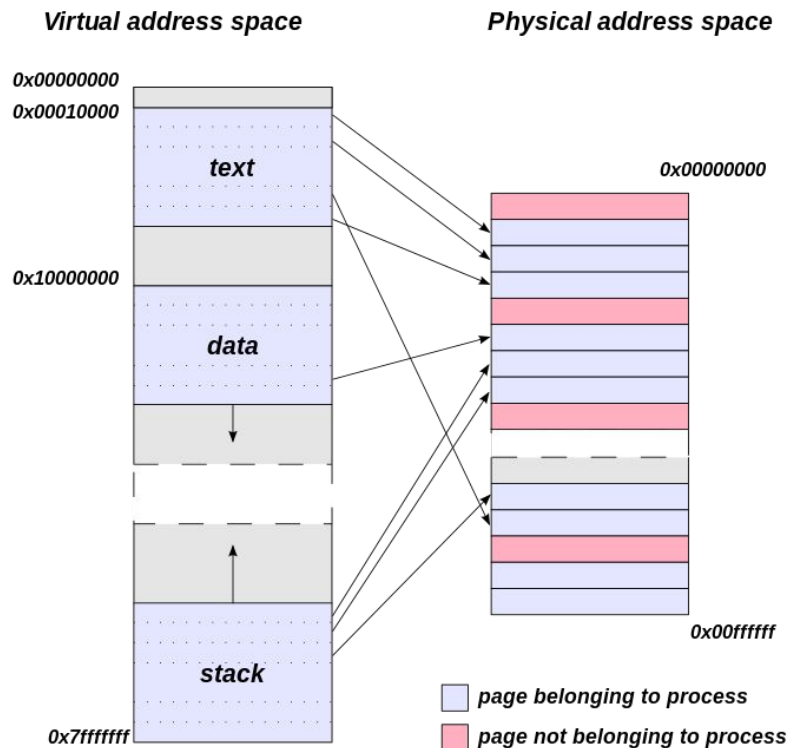 Virtual address space
Physical address space
0x00000000
0x00010000
text
0x00000000
0x10000000
data
stack
0x00ffffff
page belonging to process
0x7fffffff
page not belonging to process